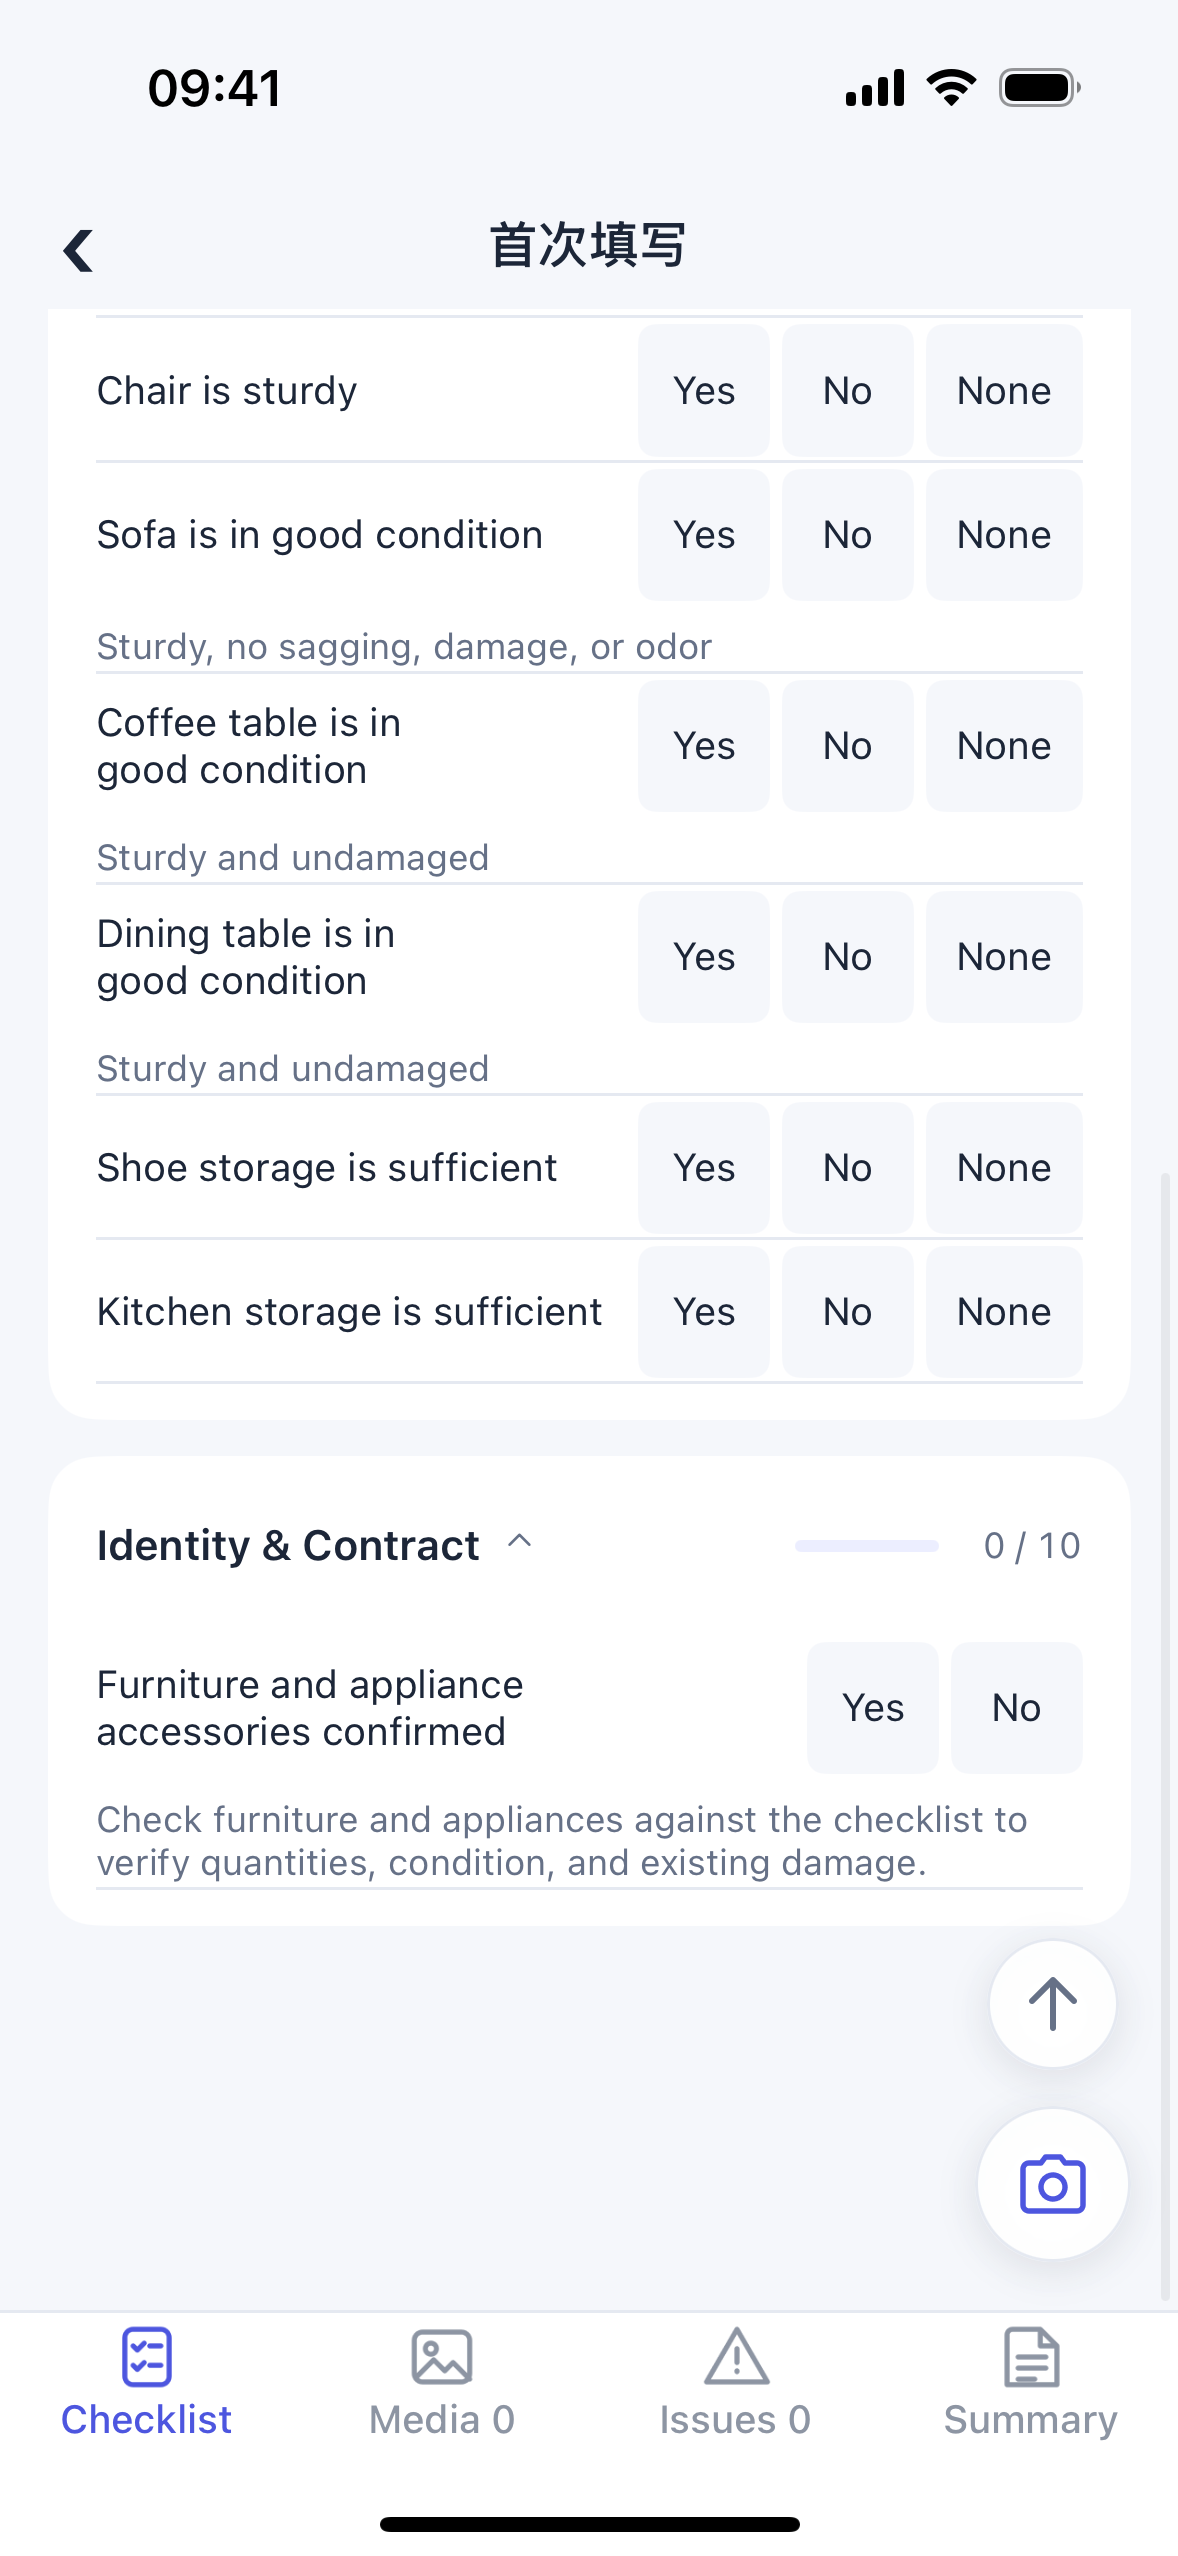 09:41
首次填写
Chair is sturdy Yes No None
Sofa is in good condition Yes No None
Sturdy, no sagging, damage, or odor
Coffee table is in
good condition Yes No None
Sturdy and undamaged
Dining table is in
good condition Yes No None
Sturdy and undamaged
Shoe storage is sufficient Yes No None
Kitchen storage is sufficient Yes No None
Identity & Contract 0 / 10
Furniture and appliance
accessories confirmed Yes No
Check furniture and appliances against the checklist to
verify quantities, condition, and existing damage.
Checklist Media 0 Issues 0 Summary